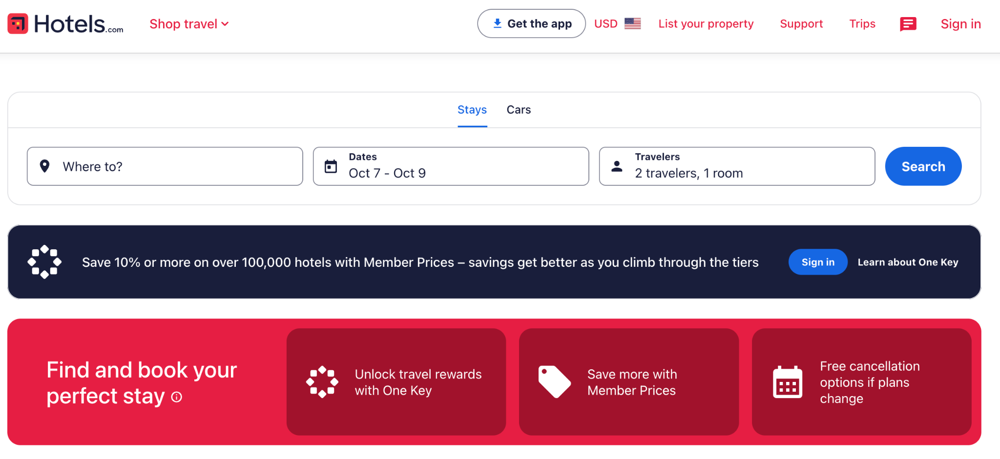 Hotels.com
Shop travel
Get the app
USD
List your property
Support
Trips
Sign in
Stays
Cars
Where to?
Dates
Oct 7 - Oct 9
Travelers
2 travelers, 1 room
Search
Save 10% or more on over 100,000 hotels with Member Prices – savings get better as you climb through the tiers
Sign in
Learn about One Key
Find and book your
perfect stay
Unlock travel rewards
with One Key
Save more with
Member Prices
Free cancellation
options if plans
change